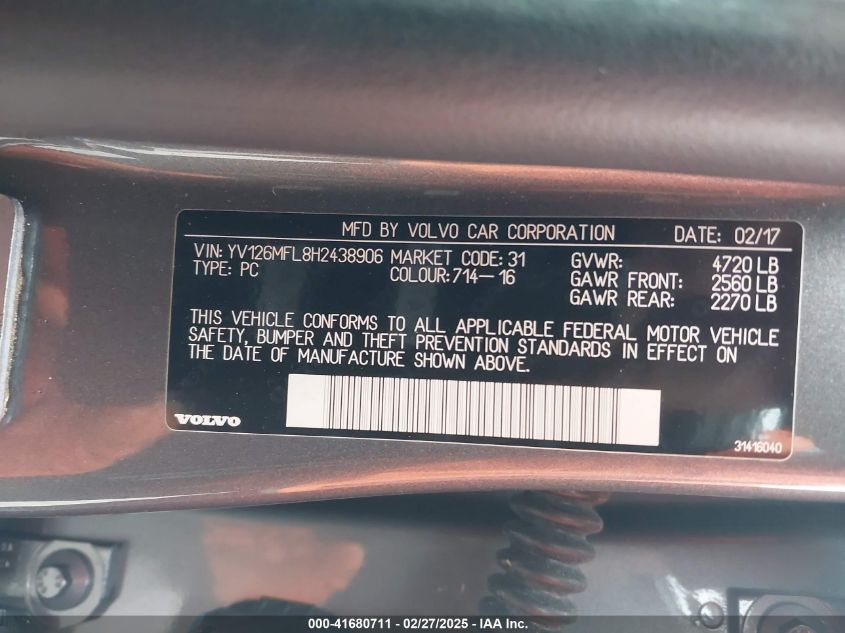 MFD BY VOLVO CAR CORPORATION DATE: 02/17
VIN: YV126MFL8H2438906 MARKET CODE: 31 GVWR: 4720 LB
TYPE: PC COLOUR: 714-16 GAWR FRONT: 2560 LB
GAWR REAR: 2270 LB
THIS VEHICLE CONFORMS TO ALL APPLICABLE FEDERAL MOTOR VEHICLE
SAFETY, BUMPER AND THEFT PREVENTION STANDARDS IN EFFECT ON
THE DATE OF MANUFACTURE SHOWN ABOVE.
VOLVO
31416040
000-41680711 - 02/27/2025 - IAA Inc.